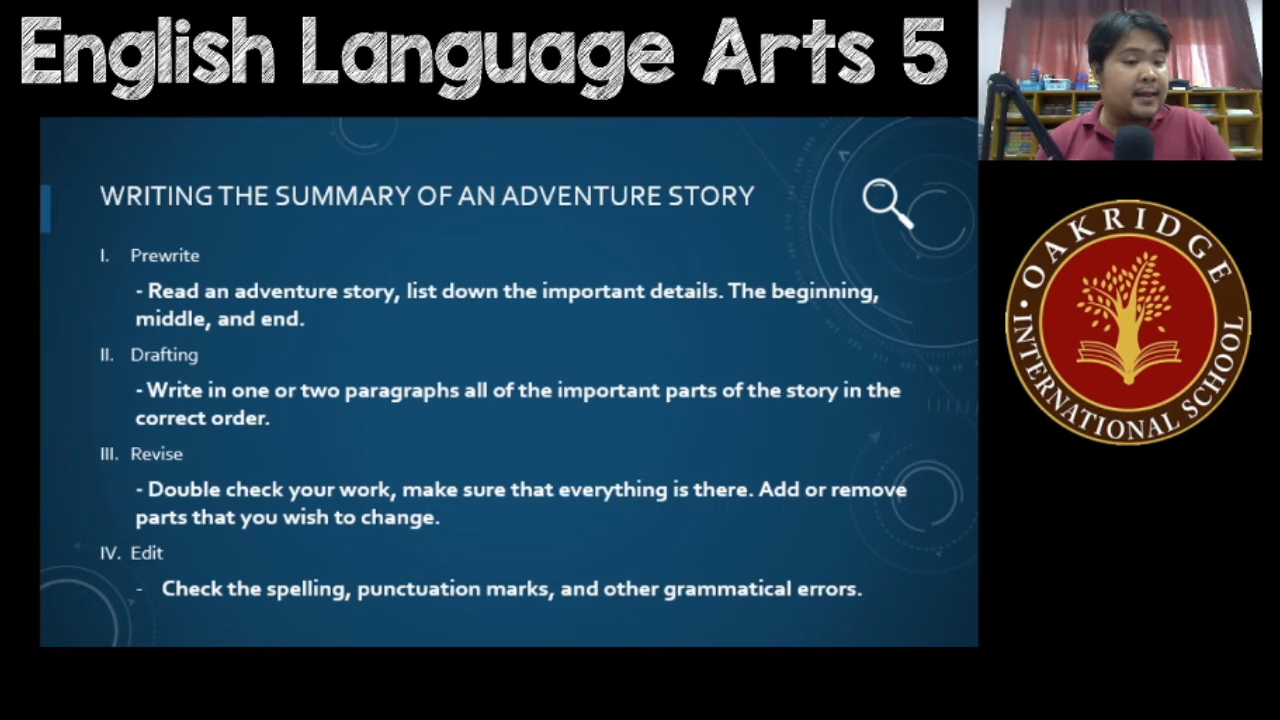 English Language Arts 5
WRITING THE SUMMARY OF AN ADVENTURE STORY
I. Prewrite
- Read an adventure story, list down the important details. The beginning,
middle, and end.
II. Drafting
- Write in one or two paragraphs all of the important parts of the story in the
correct order.
III. Revise
- Double check your work, make sure that everything is there. Add or remove
parts that you wish to change.
IV. Edit
- Check the spelling, punctuation marks, and other grammatical errors.
• OAKRIDGE •
INTERNATIONAL SCHOOL